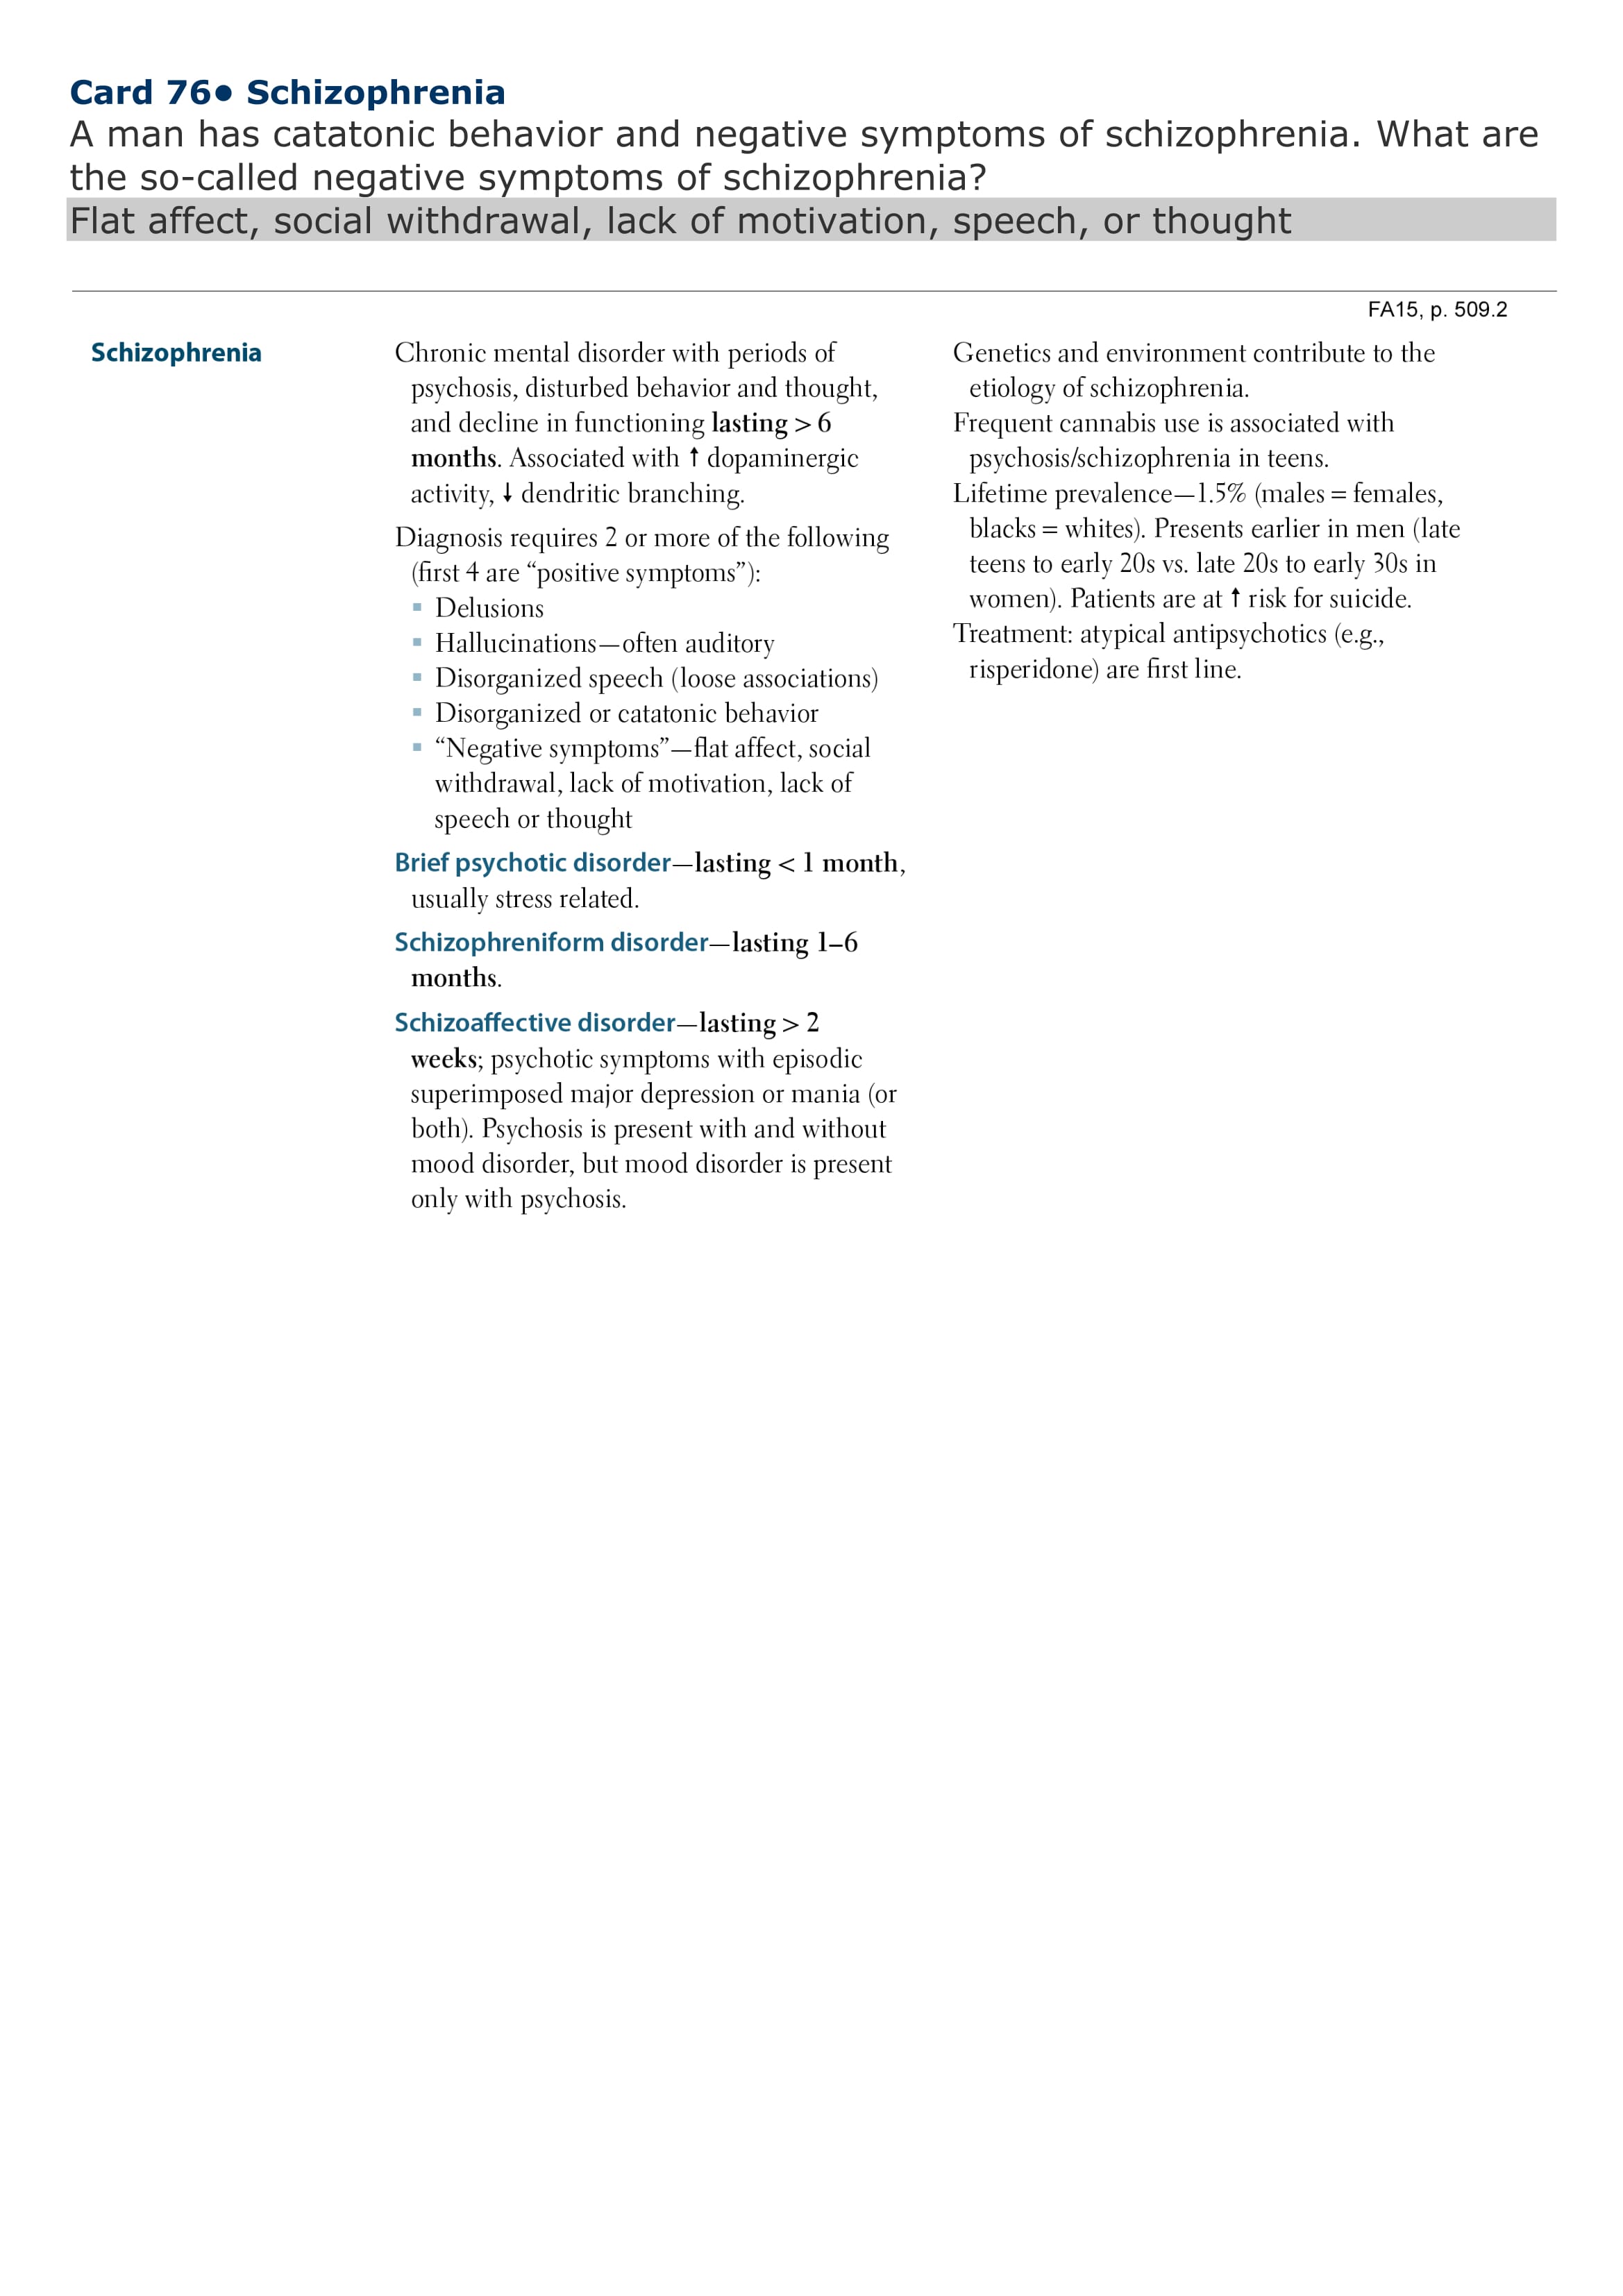 Card 76● Schizophrenia
A man has catatonic behavior and negative symptoms of schizophrenia. What are
the so-called negative symptoms of schizophrenia?
Flat affect, social withdrawal, lack of motivation, speech, or thought
FA15, p. 509.2
Schizophrenia
Chronic mental disorder with periods of
psychosis, disturbed behavior and thought,
and decline in functioning lasting > 6
months. Associated with ↑ dopaminergic
activity, ↓ dendritic branching.
Diagnosis requires 2 or more of the following
(first 4 are “positive symptoms”):
▪ Delusions
▪ Hallucinations—often auditory
▪ Disorganized speech (loose associations)
▪ Disorganized or catatonic behavior
▪ “Negative symptoms”—flat affect, social
withdrawal, lack of motivation, lack of
speech or thought
Brief psychotic disorder—lasting < 1 month,
usually stress related.
Schizophreniform disorder—lasting 1–6
months.
Schizoaffective disorder—lasting > 2
weeks; psychotic symptoms with episodic
superimposed major depression or mania (or
both). Psychosis is present with and without
mood disorder, but mood disorder is present
only with psychosis.
Genetics and environment contribute to the
etiology of schizophrenia.
Frequent cannabis use is associated with
psychosis/schizophrenia in teens.
Lifetime prevalence—1.5% (males = females,
blacks = whites). Presents earlier in men (late
teens to early 20s vs. late 20s to early 30s in
women). Patients are at ↑ risk for suicide.
Treatment: atypical antipsychotics (e.g.,
risperidone) are first line.